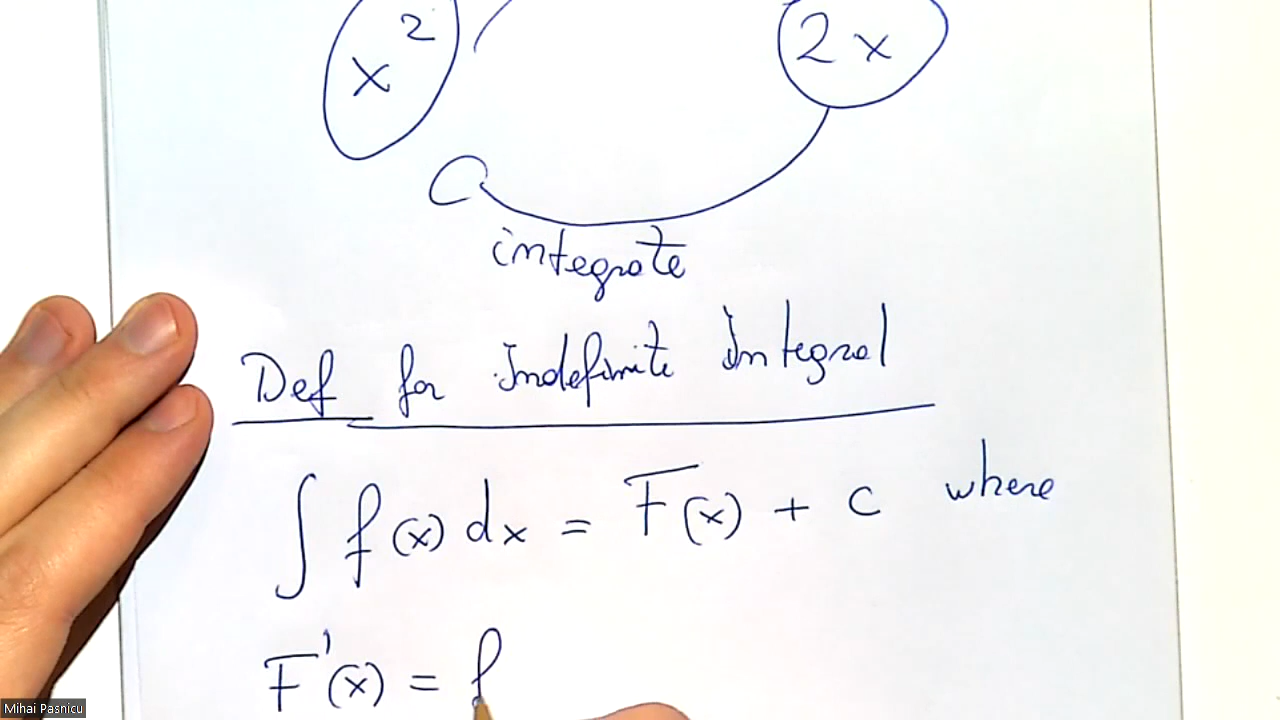 x² 2x
integrate
Def for Indefinite Integral
∫ f(x) dx = F(x) + c where
F'(x) = f
Mihai Pasnicu